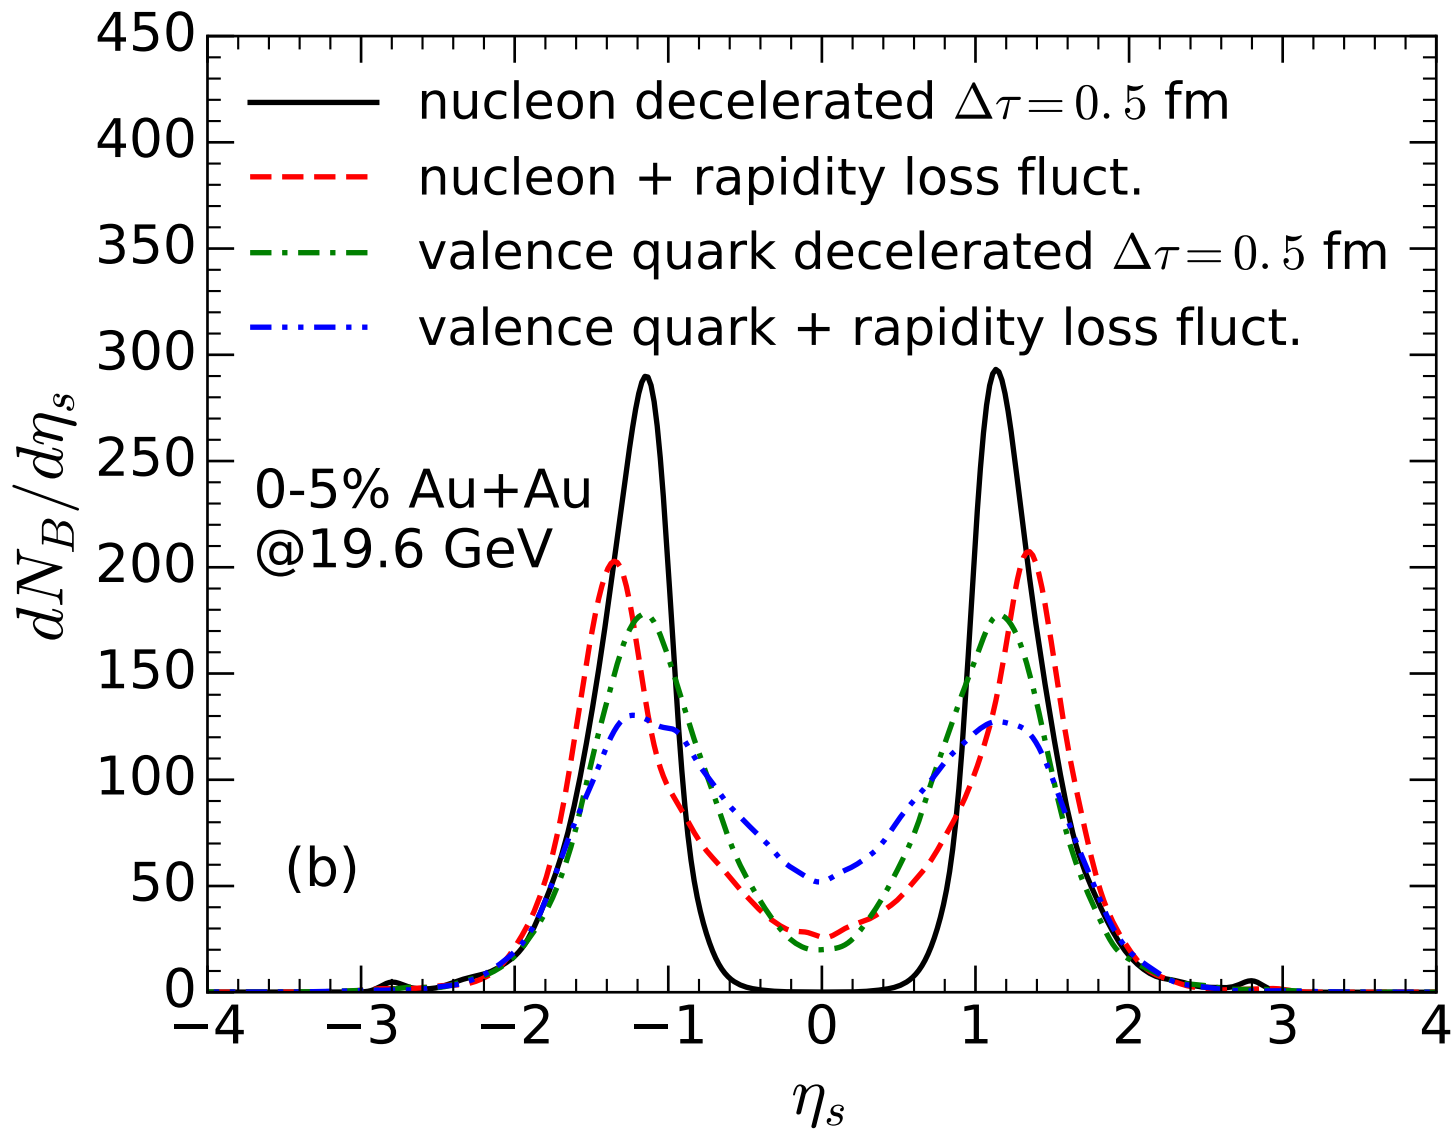 450
400
350
300
250
200
150
100
50
0
dN_B/dη_s
nucleon decelerated Δτ=0.5 fm
nucleon + rapidity loss fluct.
valence quark decelerated Δτ=0.5 fm
valence quark + rapidity loss fluct.
0-5% Au+Au
@19.6 GeV
(b)
−4 −3 −2 −1 0 1 2 3 4
η_s